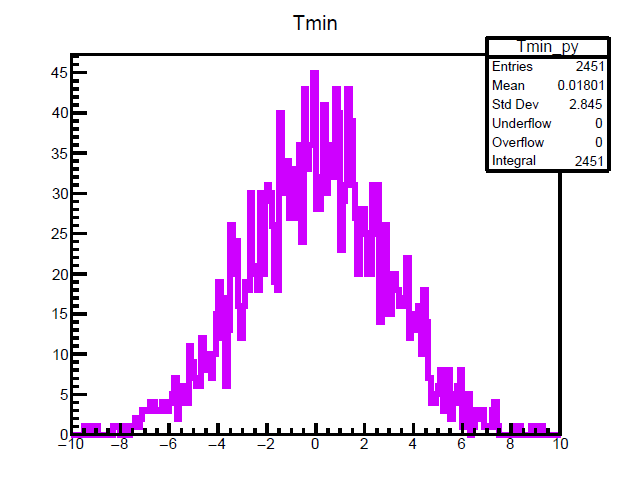 Tmin
Tmin_py
Entries 2451
Mean 0.01801
Std Dev 2.845
Underflow 0
Overflow 0
Integral 2451
45
40
35
30
25
20
15
10
5
0
−10 −8 −6 −4 −2 0 2 4 6 8 10